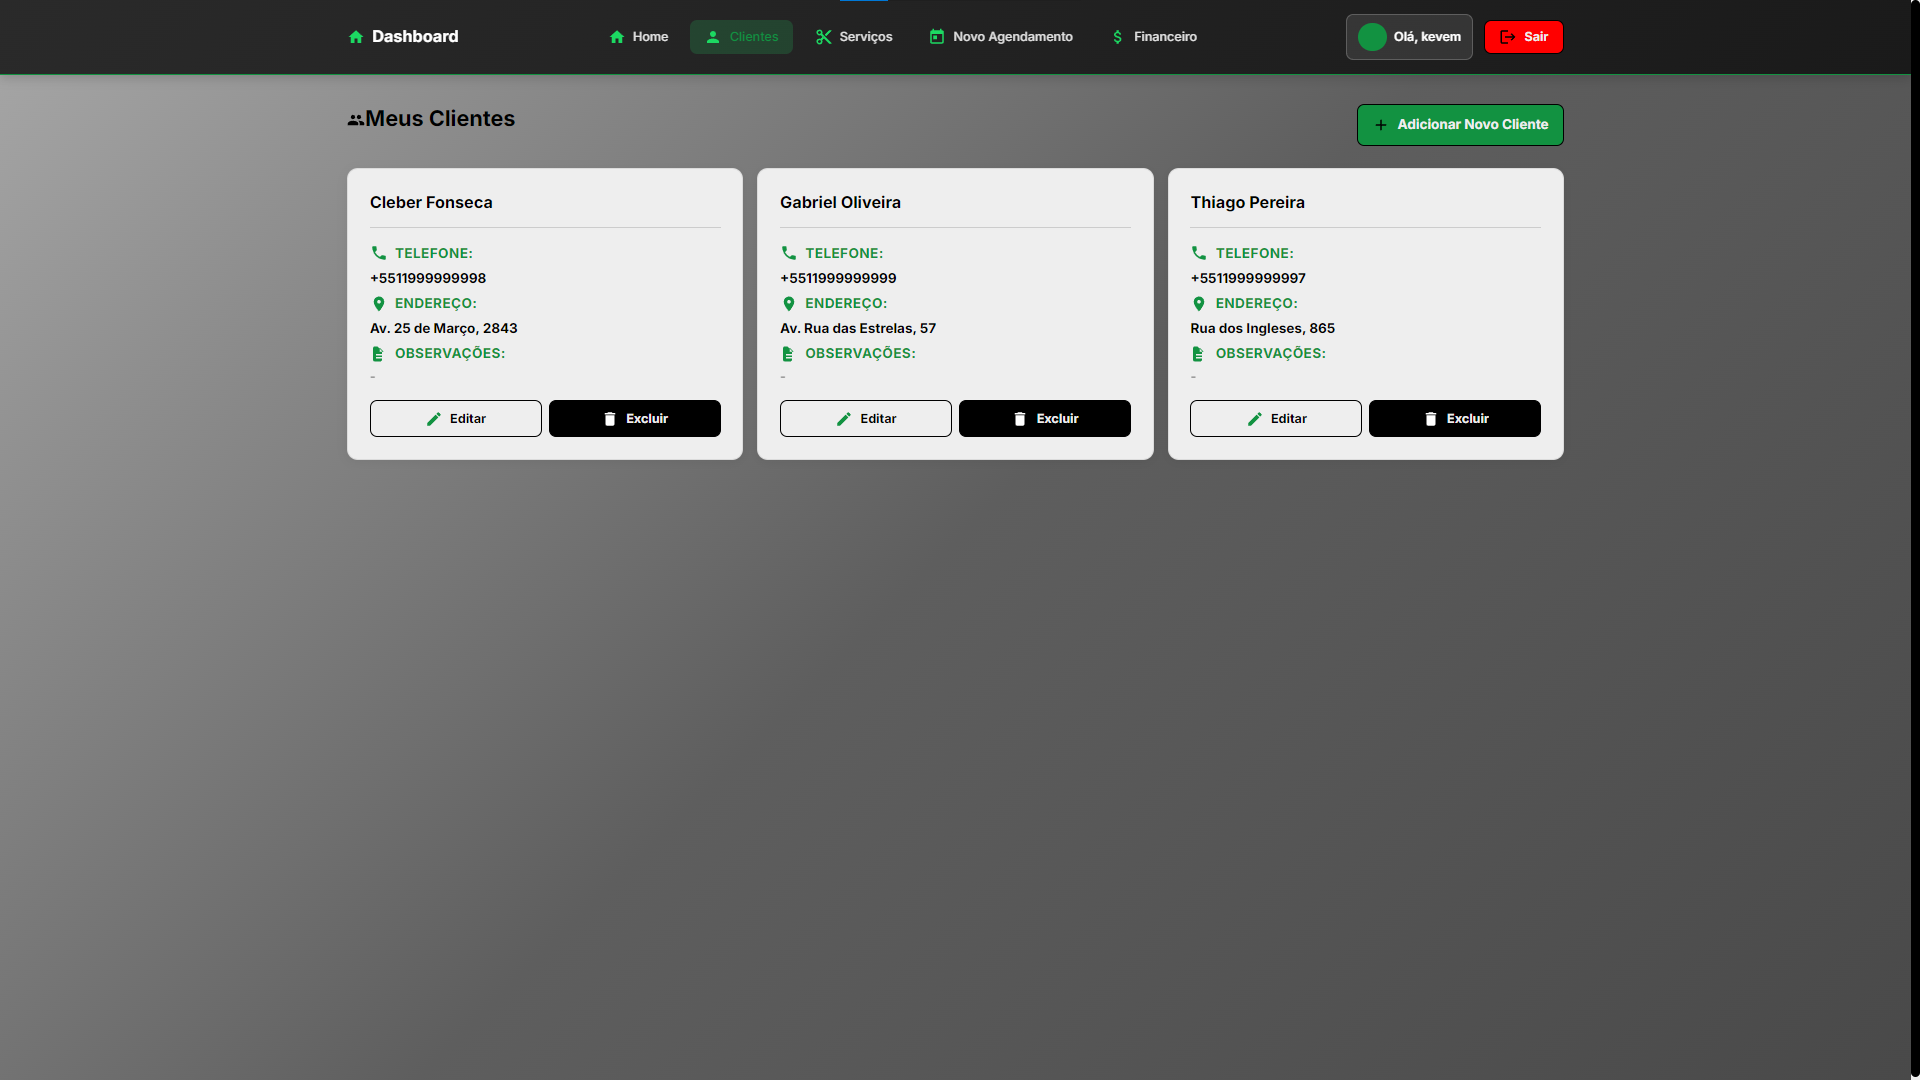 Dashboard
Home
Clientes
Serviços
Novo Agendamento
Financeiro
Olá, kevem
Sair
Meus Clientes
Adicionar Novo Cliente
Cleber Fonseca
TELEFONE:
+5511999999998
ENDEREÇO:
Av. 25 de Março, 2843
OBSERVAÇÕES:
-
Editar
Excluir
Gabriel Oliveira
TELEFONE:
+5511999999999
ENDEREÇO:
Av. Rua das Estrelas, 57
OBSERVAÇÕES:
-
Editar
Excluir
Thiago Pereira
TELEFONE:
+5511999999997
ENDEREÇO:
Rua dos Ingleses, 865
OBSERVAÇÕES:
-
Editar
Excluir